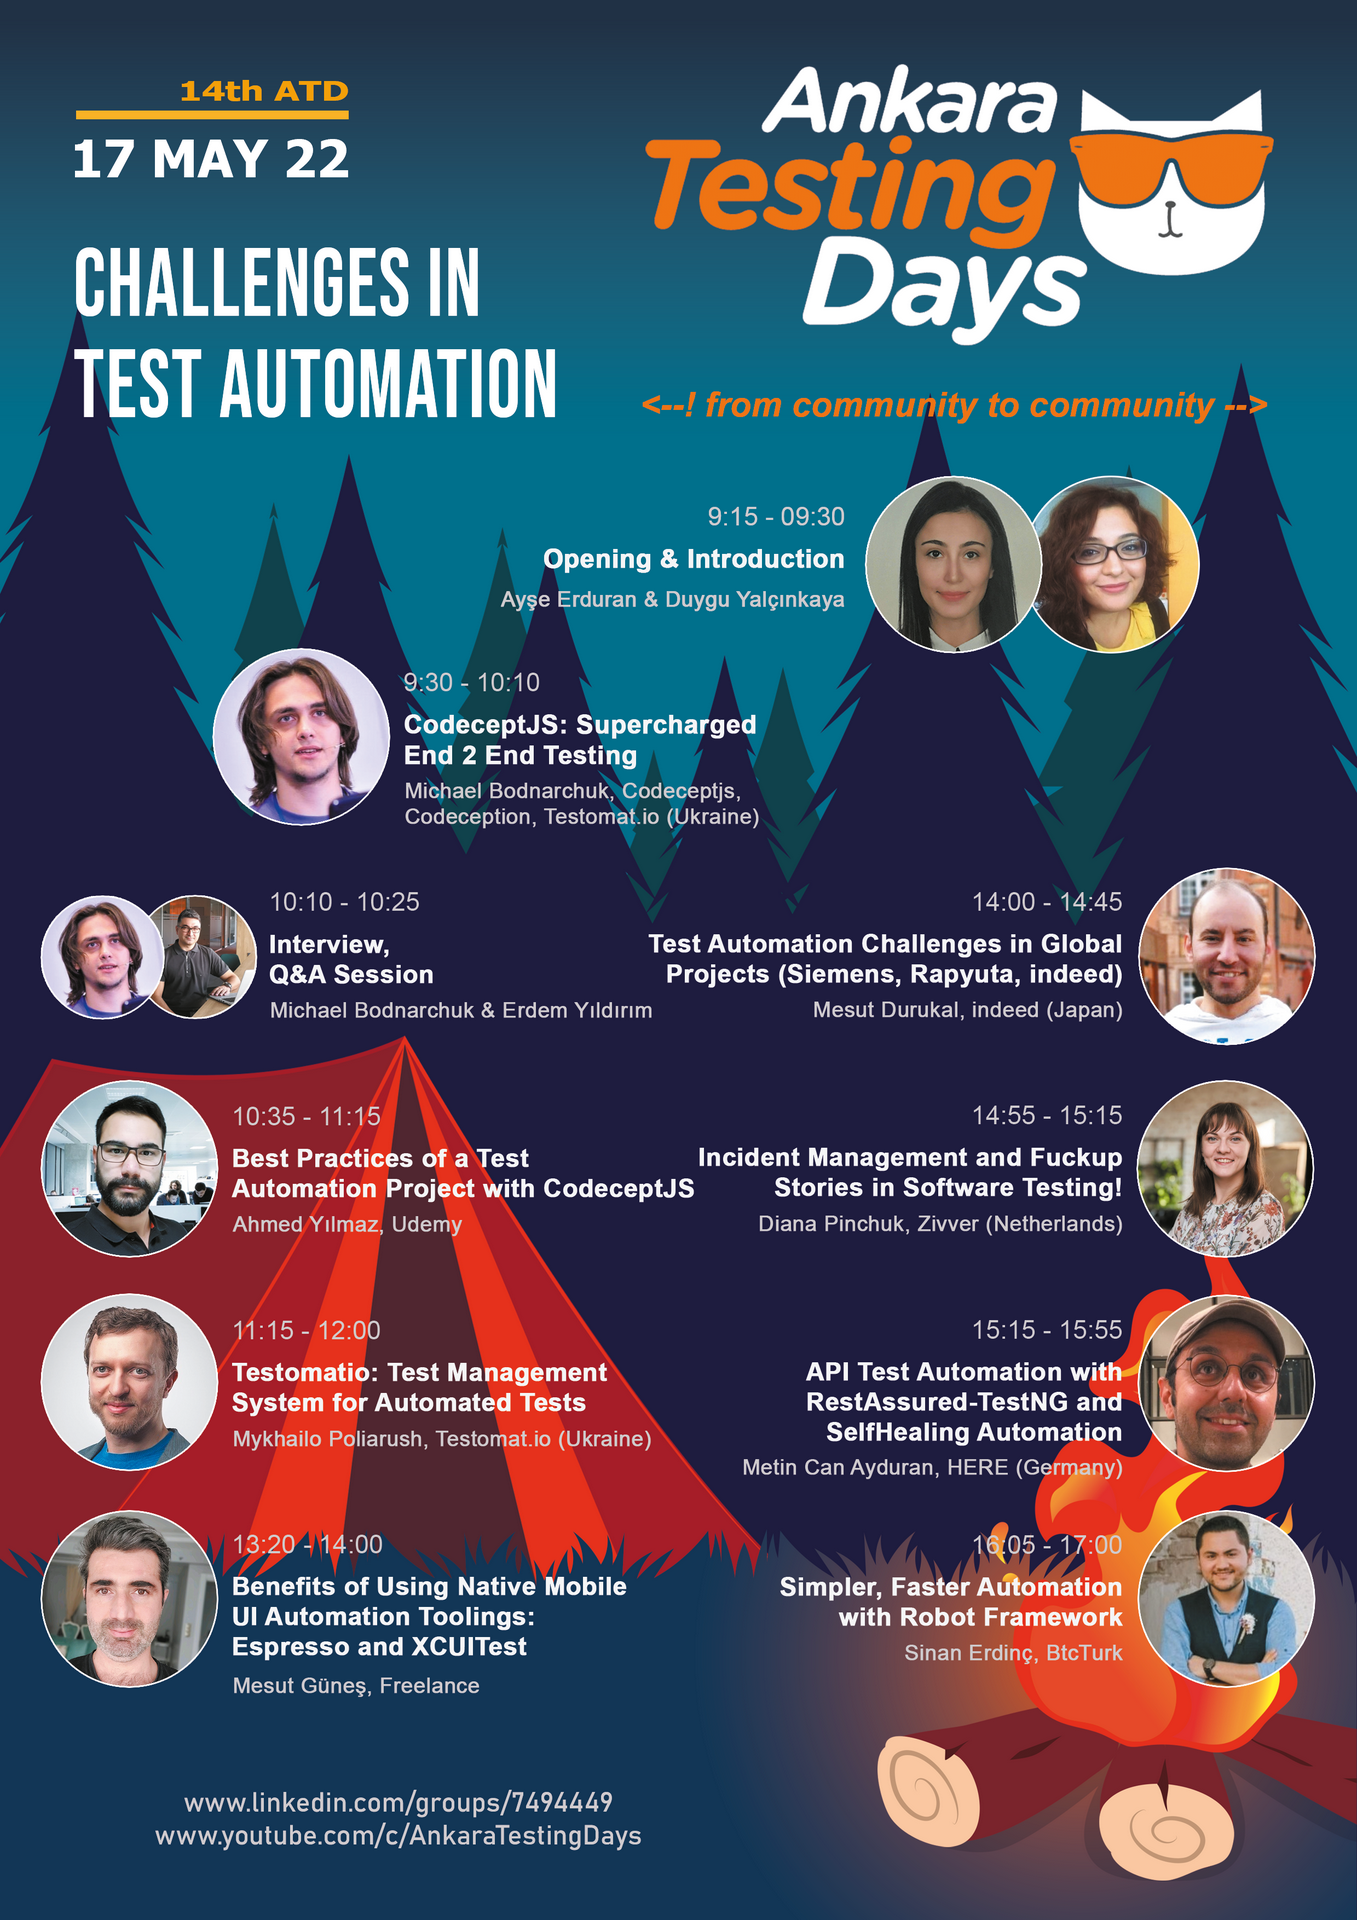 14th ATD
17 MAY 22
CHALLENGES IN
TEST AUTOMATION
Ankara
Testing
Days
<--! from community to community -->
9:15 - 09:30
Opening & Introduction
Ayşe Erduran & Duygu Yalçınkaya
9:30 - 10:10
CodeceptJS: Supercharged
End 2 End Testing
Michael Bodnarchuk, Codeceptjs,
Codeception, Testomat.io (Ukraine)
10:10 - 10:25
Interview,
Q&A Session
Michael Bodnarchuk & Erdem Yıldırım
10:35 - 11:15
Best Practices of a Test
Automation Project with CodeceptJS
Ahmed Yılmaz, Udemy
11:15 - 12:00
Testomatio: Test Management
System for Automated Tests
Mykhailo Poliarush, Testomat.io (Ukraine)
13:20 - 14:00
Benefits of Using Native Mobile
UI Automation Toolings:
Espresso and XCUITest
Mesut Güneş, Freelance
14:00 - 14:45
Test Automation Challenges in Global
Projects (Siemens, Rapyuta, indeed)
Mesut Durukal, indeed (Japan)
14:55 - 15:15
Incident Management and Fuckup
Stories in Software Testing!
Diana Pinchuk, Zivver (Netherlands)
15:15 - 15:55
API Test Automation with
RestAssured-TestNG and
SelfHealing Automation
Metin Can Ayduran, HERE (Germany)
16:05 - 17:00
Simpler, Faster Automation
with Robot Framework
Sinan Erdinç, BtcTurk
www.linkedin.com/groups/7494449
www.youtube.com/c/AnkaraTestingDays